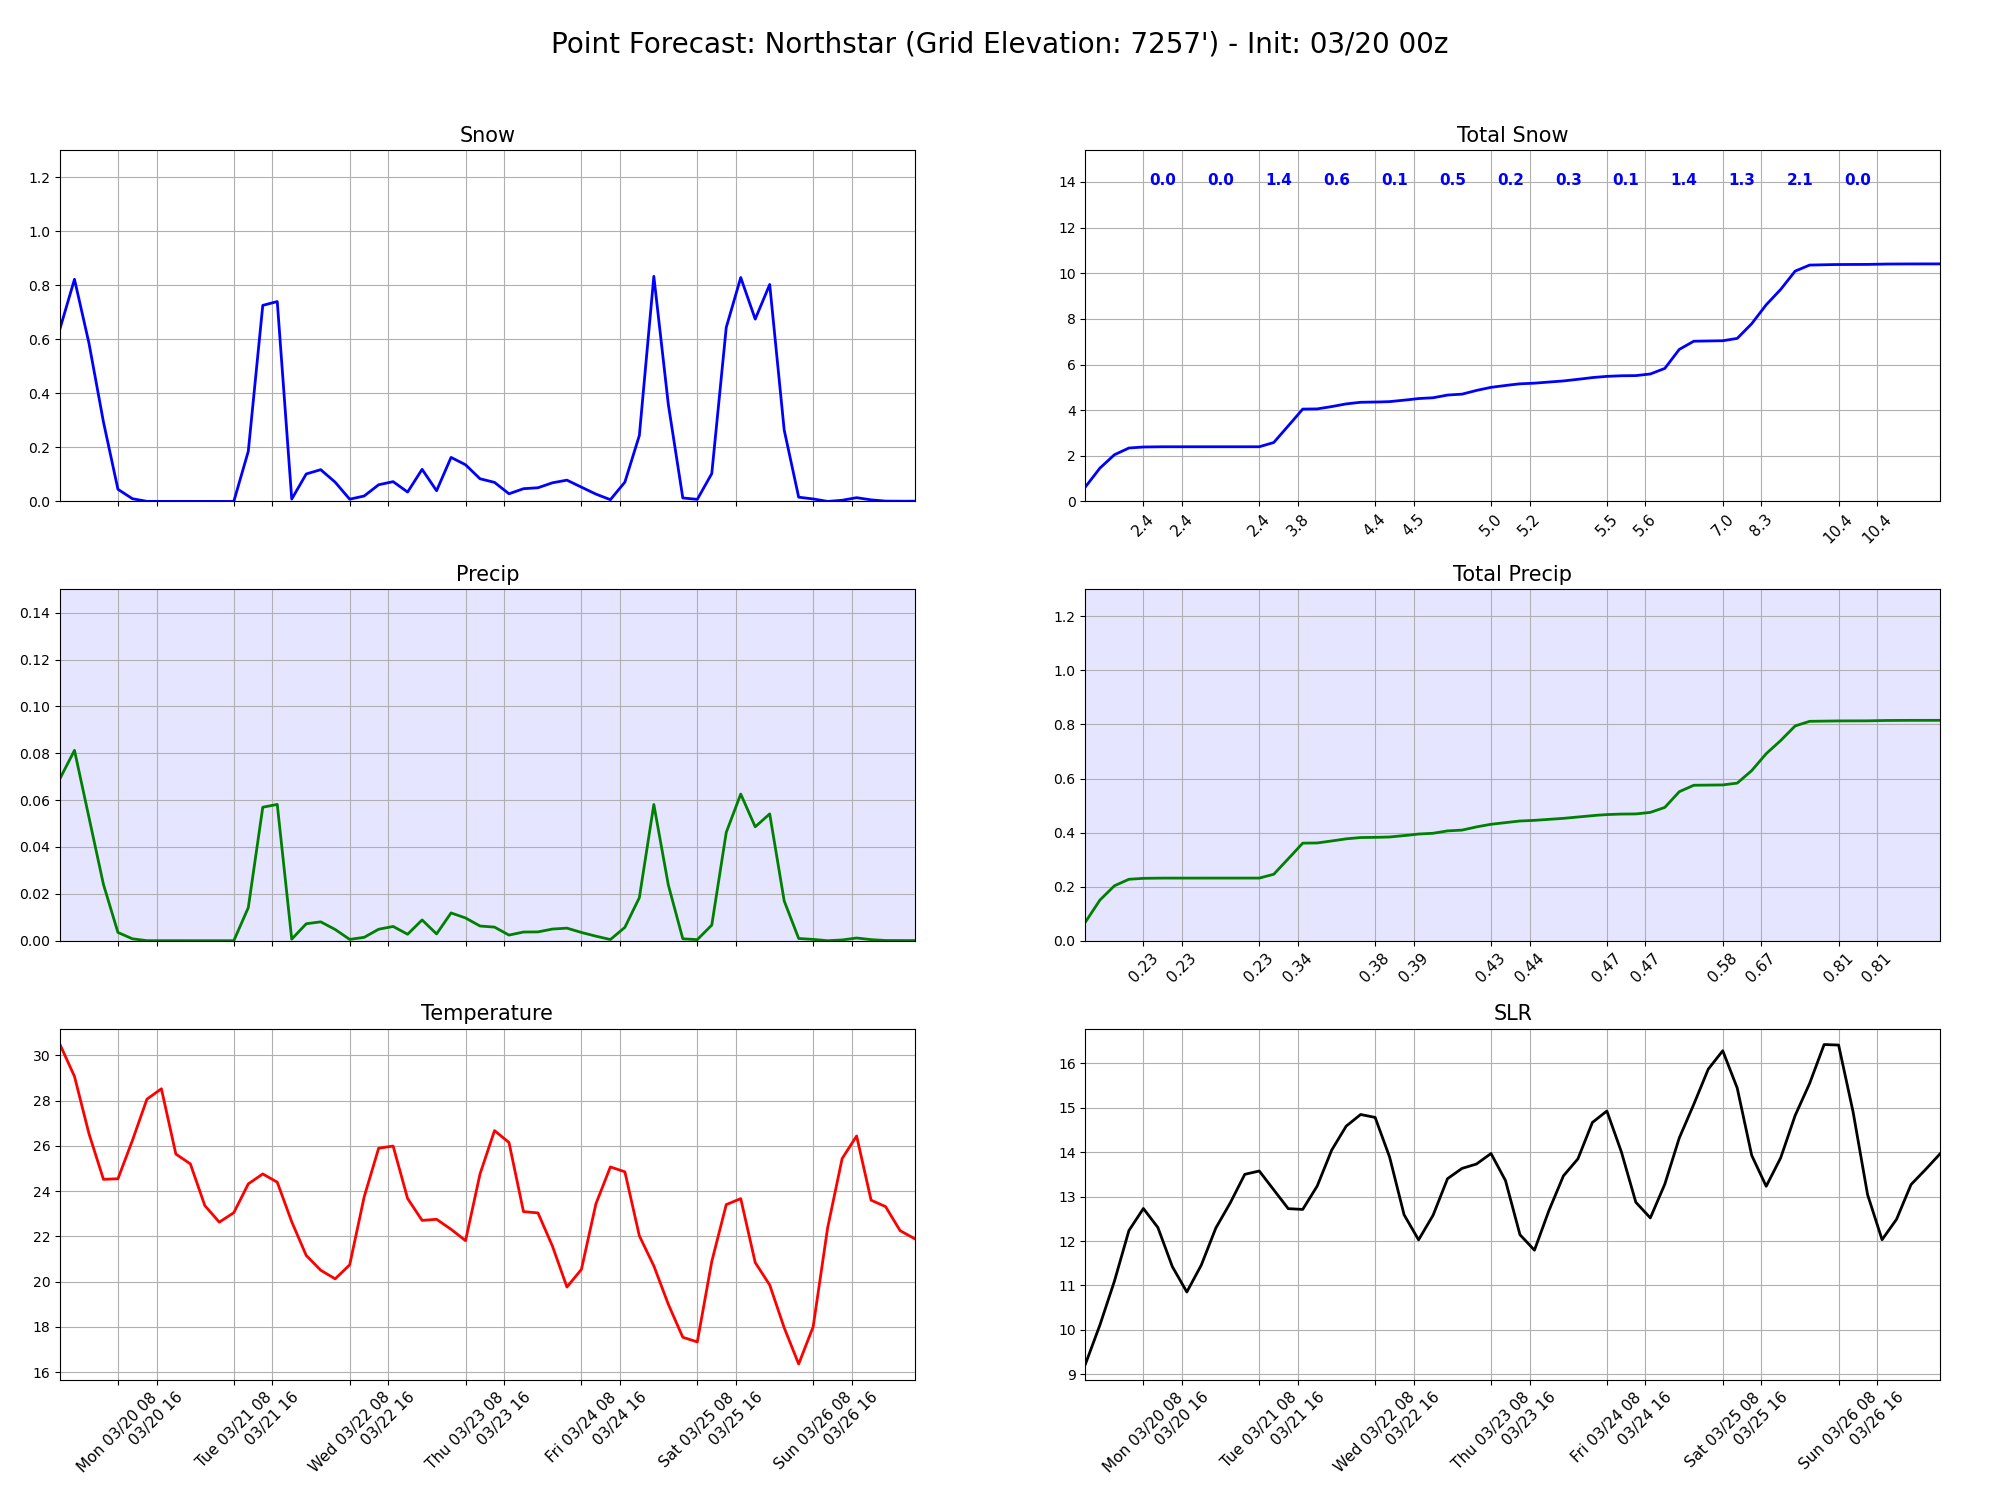 Point Forecast: Northstar (Grid Elevation: 7257') - Init: 03/20 00z
Snow
1.2
1.0
0.8
0.6
0.4
0.2
0.0
Total Snow
0.0 0.0 1.4 0.6 0.1 0.5 0.2 0.3 0.1 1.4 1.3 2.1 0.0
14
12
10
8
6
4
2
0
2.4 2.4 2.4 3.8 4.4 4.5 5.0 5.2 5.5 5.6 7.0 8.3 10.4 10.4
Precip
0.14
0.12
0.10
0.08
0.06
0.04
0.02
0.00
Total Precip
1.2
1.0
0.8
0.6
0.4
0.2
0.0
0.23 0.23 0.23 0.34 0.38 0.39 0.43 0.44 0.47 0.47 0.58 0.67 0.81 0.81
Temperature
30
28
26
24
22
20
18
16
Mon 03/20 08
03/20 16
Tue 03/21 08
03/21 16
Wed 03/22 08
03/22 16
Thu 03/23 08
03/23 16
Fri 03/24 08
03/24 16
Sat 03/25 08
03/25 16
Sun 03/26 08
03/26 16
SLR
16
15
14
13
12
11
10
9
Mon 03/20 08
03/20 16
Tue 03/21 08
03/21 16
Wed 03/22 08
03/22 16
Thu 03/23 08
03/23 16
Fri 03/24 08
03/24 16
Sat 03/25 08
03/25 16
Sun 03/26 08
03/26 16